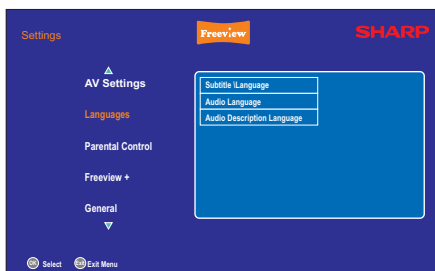 Settings
Freeview
SHARP
AV Settings
Languages
Parental Control
Freeview +
General
Subtitle \Language
Audio Language
Audio Description Language
OK Select Exit Exit Menu